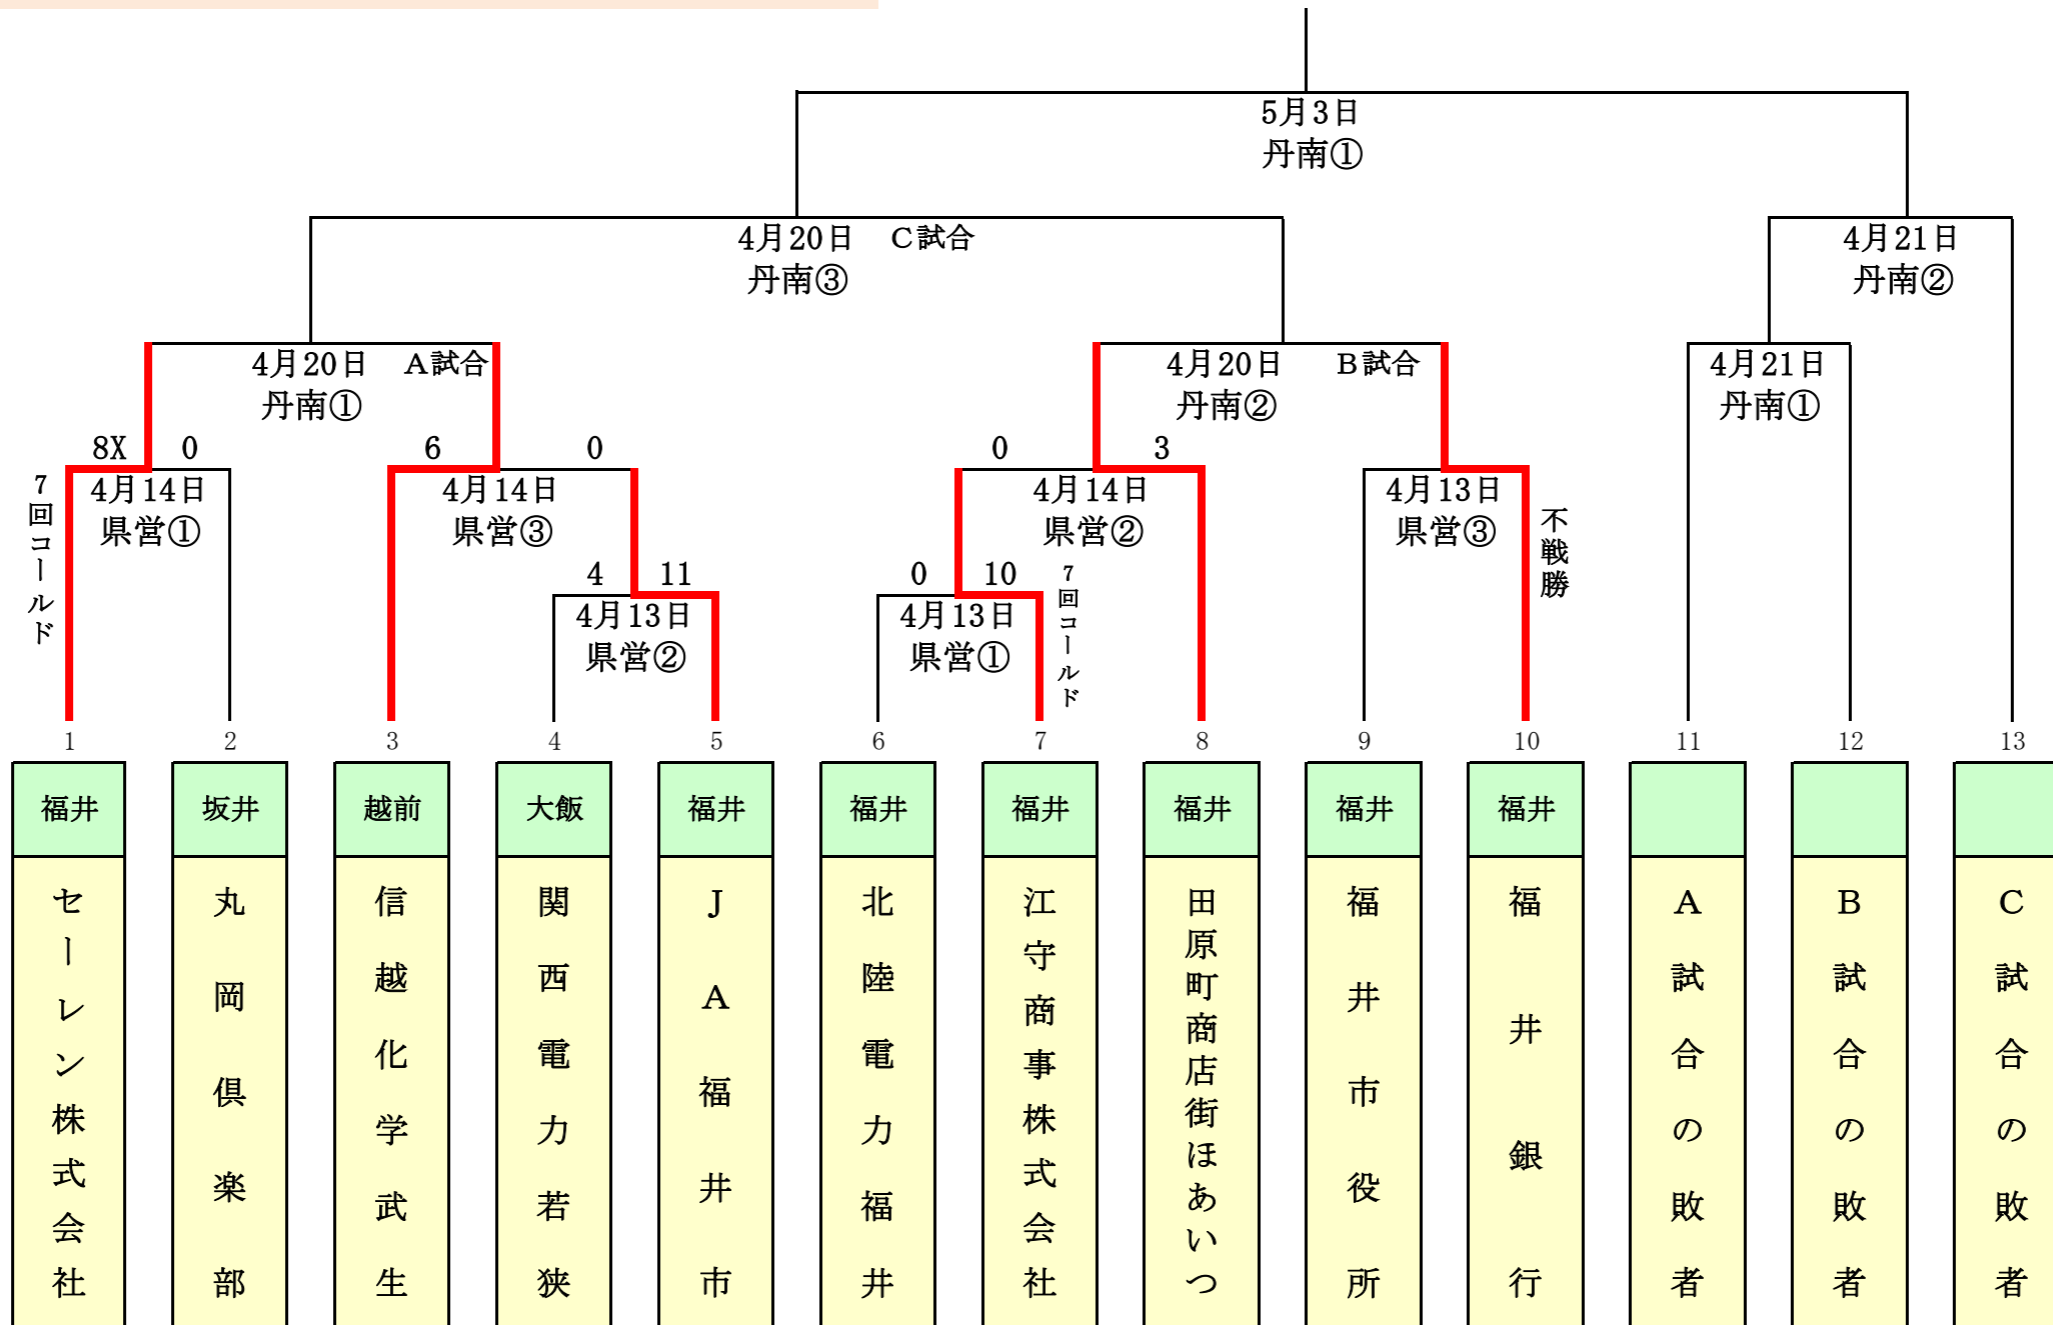 5月3日
丹南①
4月20日 C試合
丹南③
4月21日
丹南②
4月20日 A試合
丹南①
4月20日 B試合
丹南②
4月21日
丹南①
8X 0
4月14日
県営①
7回コールド
6 0
4月14日
県営③
0 3
4月14日
県営②
4月13日
県営③
不戦勝
4 11
4月13日
県営②
0 10
4月13日
県営①
7回コールド
1 2 3 4 5 6 7 8 9 10 11 12 13
福井 坂井 越前 大飯 福井 福井 福井 福井 福井 福井
セーレン株式会社
丸岡倶楽部
信越化学武生
関西電力若狭
JA福井市
北陸電力福井
江守商事株式会社
田原町商店街ほあいつ
福井市役所
福井銀行
A試合の敗者
B試合の敗者
C試合の敗者